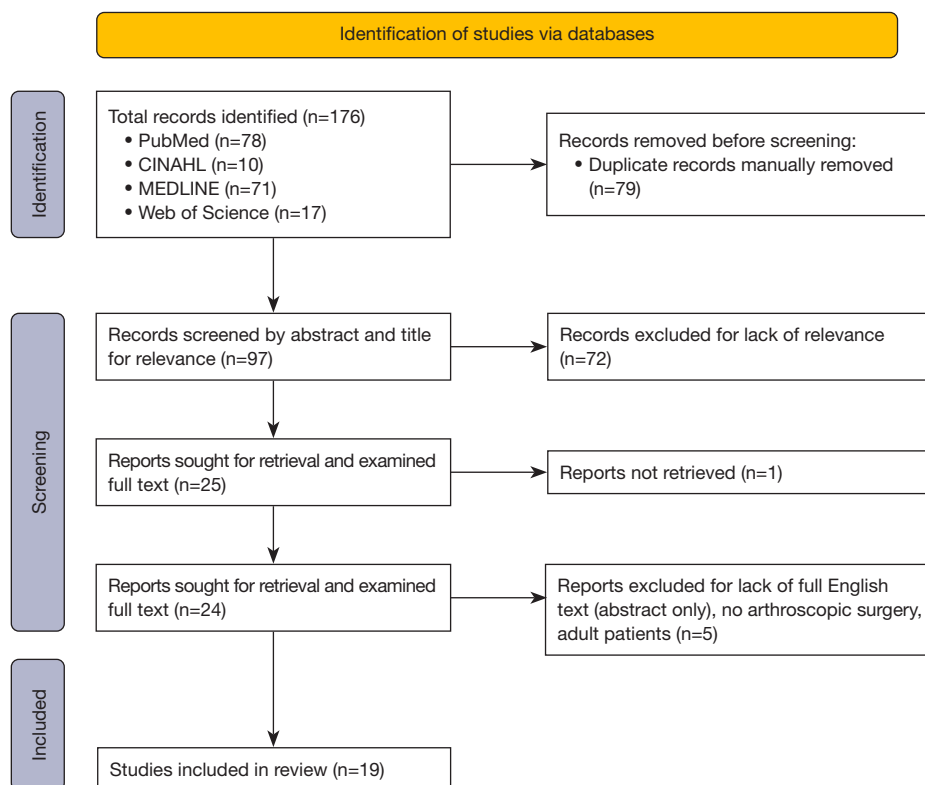 Identification of studies via databases
Identification
Total records identified (n=176)
• PubMed (n=78)
• CINAHL (n=10)
• MEDLINE (n=71)
• Web of Science (n=17)
Records removed before screening:
• Duplicate records manually removed
(n=79)
Screening
Records screened by abstract and title
for relevance (n=97)
Records excluded for lack of relevance
(n=72)
Reports sought for retrieval and examined
full text (n=25)
Reports not retrieved (n=1)
Reports sought for retrieval and examined
full text (n=24)
Reports excluded for lack of full English
text (abstract only), no arthroscopic surgery,
adult patients (n=5)
Included
Studies included in review (n=19)